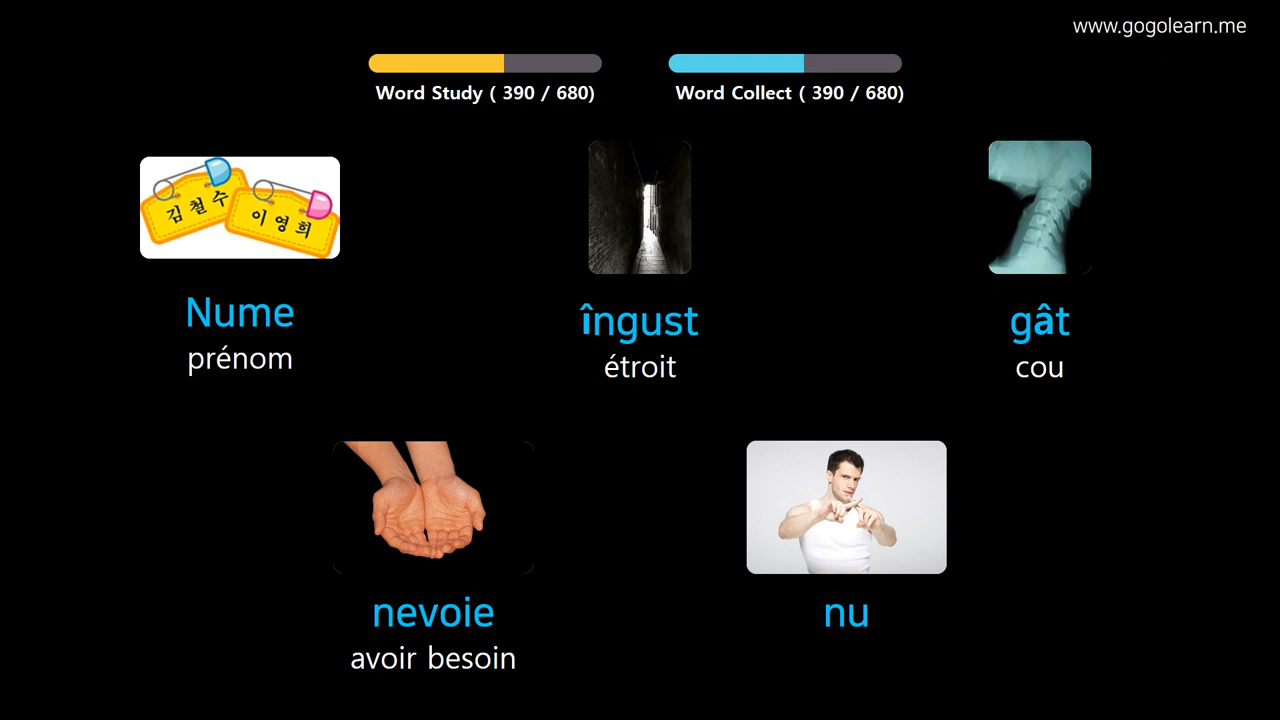 www.gogolearn.me
Word Study ( 390 / 680)
Word Collect ( 390 / 680)
김철수
이영희
Nume
prénom
îngust
étroit
gât
cou
nevoie
avoir besoin
nu